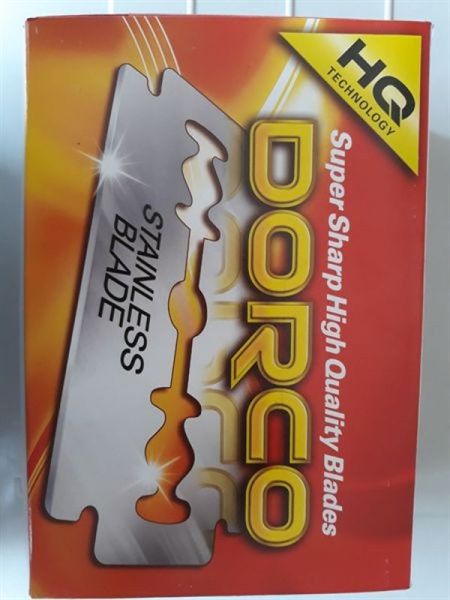 HQ
TECHNOLOGY
Super Sharp High Quality Blades
DORCO
STAINLESS
BLADE